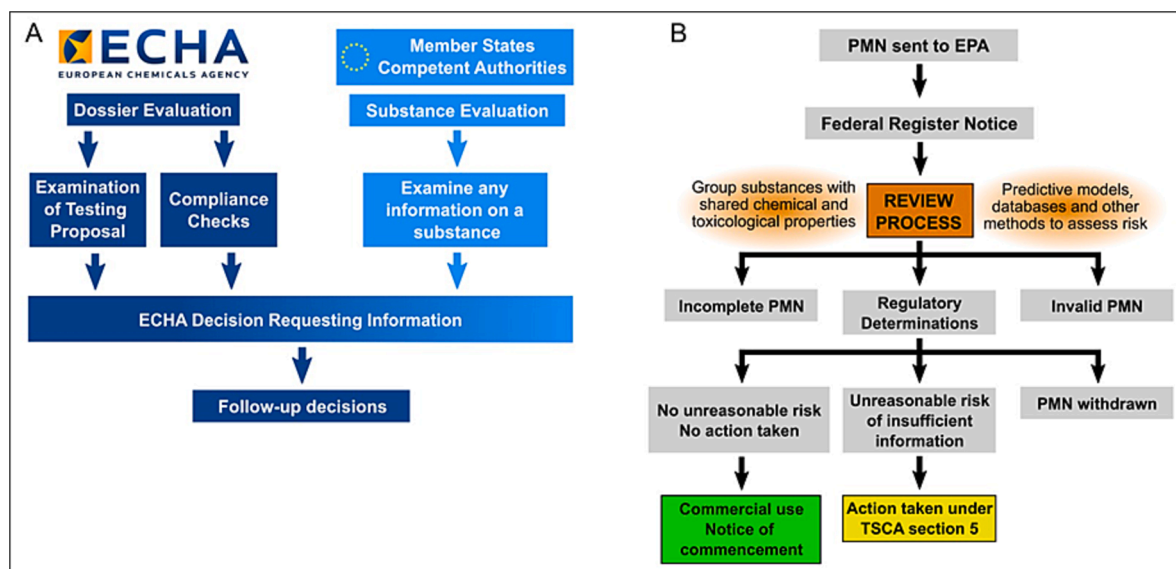 A
ECHA
EUROPEAN CHEMICALS AGENCY
Member States
Competent Authorities
Dossier Evaluation
Substance Evaluation
Examination
of Testing
Proposal
Compliance
Checks
Examine any
information on a
substance
ECHA Decision Requesting Information
Follow-up decisions
B
PMN sent to EPA
Federal Register Notice
Group substances with
shared chemical and
toxicological properties
REVIEW
PROCESS
Predictive models,
databases and other
methods to assess risk
Incomplete PMN
Regulatory
Determinations
Invalid PMN
No unreasonable risk
No action taken
Unreasonable risk
of insufficient
information
PMN withdrawn
Commercial use
Notice of
commencement
Action taken under
TSCA section 5